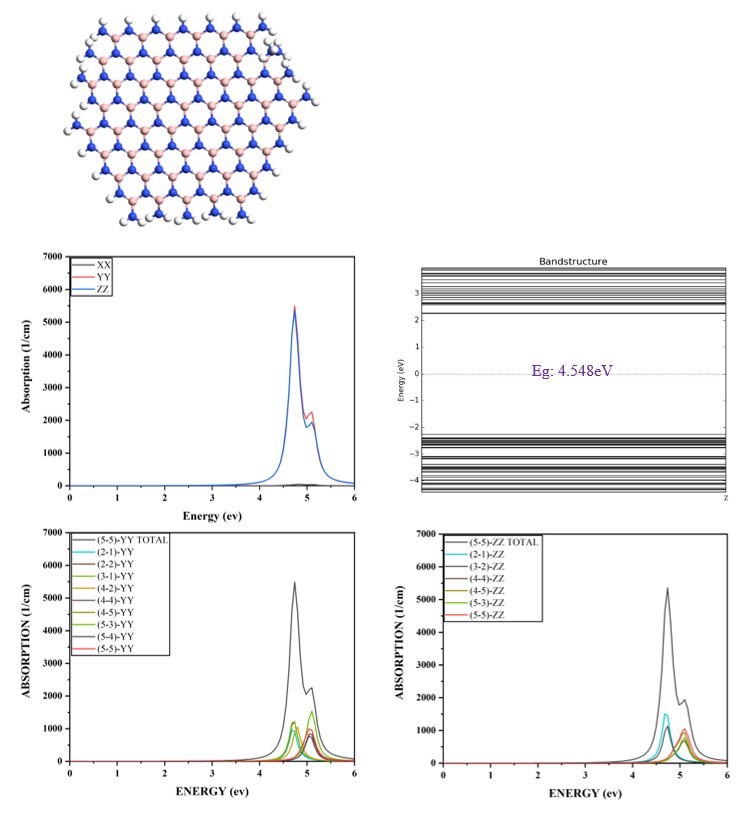 7000
6000
5000
4000
3000
2000
1000
0
XX
YY
ZZ
Absorption (1/cm)
0 1 2 3 4 5 6
Energy (ev)
Bandstructure
3
2
1
0
−1
−2
−3
−4
Energy (eV)
Eg: 4.548eV
Z
7000
6000
5000
4000
3000
2000
1000
0
(5-5)-YY TOTAL
(2-1)-YY
(2-2)-YY
(3-1)-YY
(4-2)-YY
(4-4)-YY
(4-5)-YY
(5-3)-YY
(5-4)-YY
(5-5)-YY
ABSORPTION (1/cm)
0 1 2 3 4 5 6
ENERGY (ev)
7000
6000
5000
4000
3000
2000
1000
0
(5-5)-ZZ TOTAL
(2-1)-ZZ
(3-2)-ZZ
(4-4)-ZZ
(4-5)-ZZ
(5-3)-ZZ
(5-5)-ZZ
ABSORPTION (1/cm)
0 1 2 3 4 5 6
ENERGY (ev)